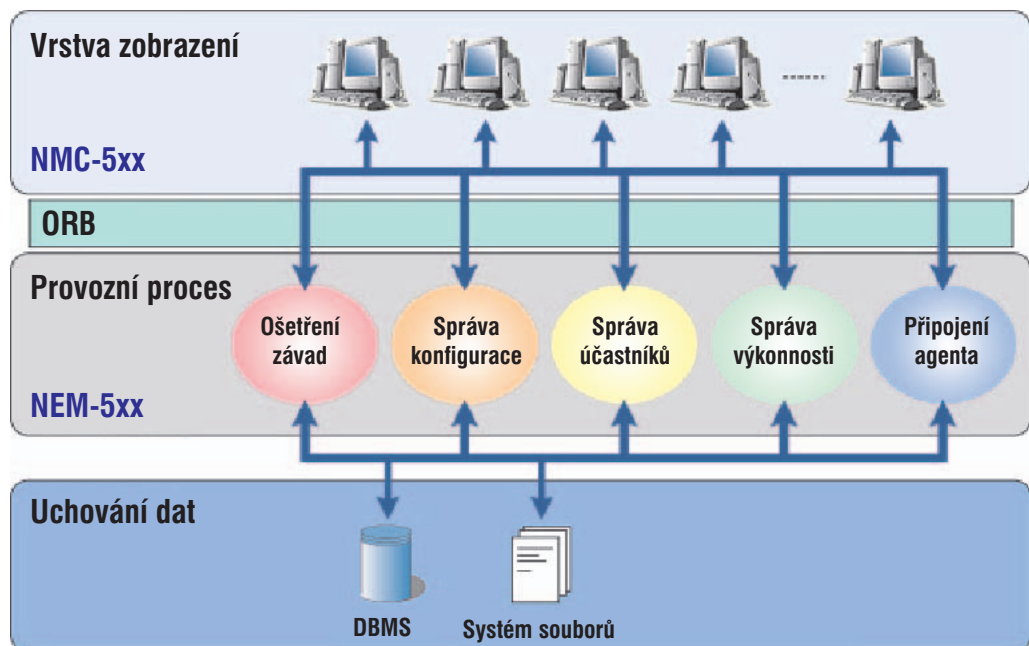 Vrstva zobrazení
NMC-5xx
ORB
Provozní proces
Ošetření
závad
Správa
konfigurace
Správa
účastníků
Správa
výkonnosti
Připojení
agenta
NEM-5xx
Uchování dat
DBMS
Systém souborů